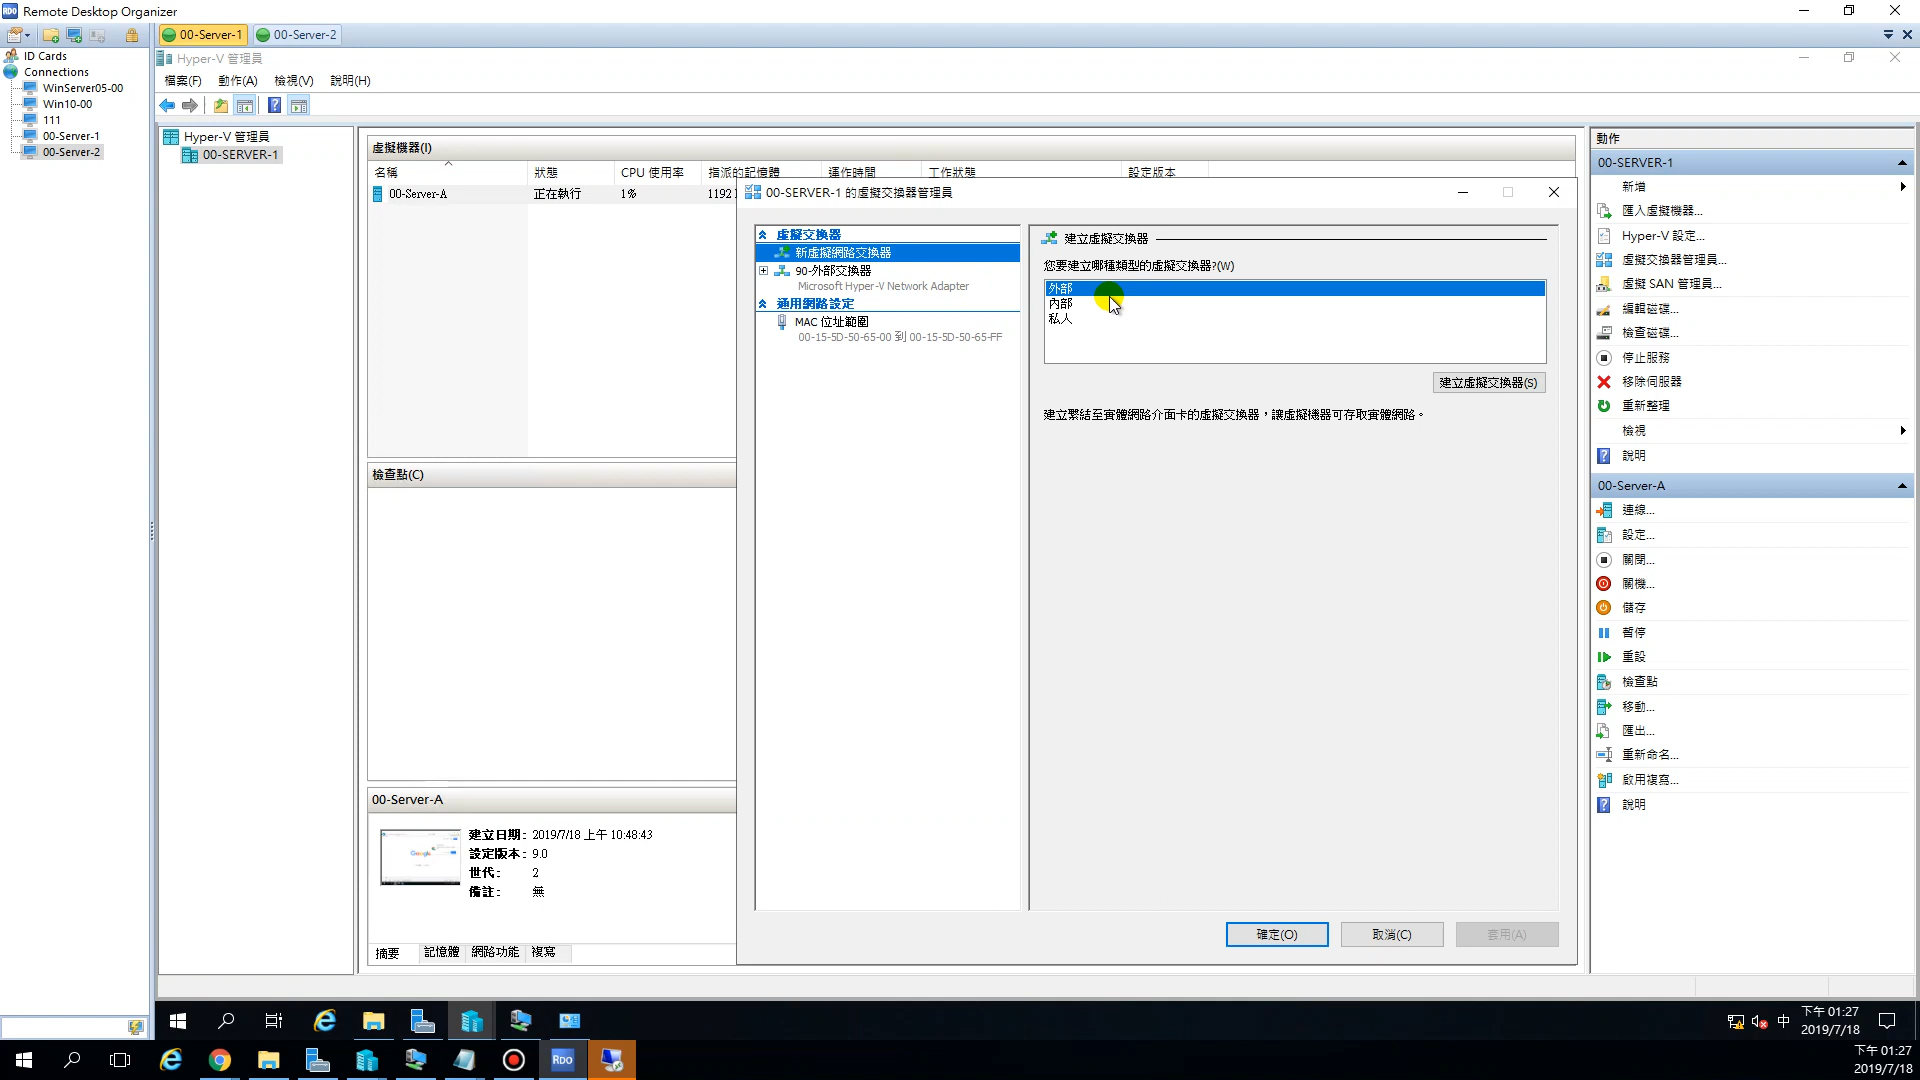 Remote Desktop Organizer
00-Server-1
00-Server-2
ID Cards
Connections
WinServer05-00
Win10-00
111
00-Server-1
00-Server-2
Hyper-V 管理員
檔案(F)
動作(A)
檢視(V)
說明(H)
Hyper-V 管理員
00-SERVER-1
虛擬機器(I)
名稱
狀態
CPU 使用率
指派的記憶體
運作時間
工作狀態
設定版本
00-Server-A
正在執行
1%
1192
檢查點(C)
00-Server-A
建立日期: 2019/7/18 上午 10:48:43
設定版本: 9.0
世代: 2
備註: 無
摘要
記憶體
網路功能
複寫
00-SERVER-1 的虛擬交換器管理員
虛擬交換器
新虛擬網路交換器
90-外部交換器
Microsoft Hyper-V Network Adapter
通用網路設定
MAC 位址範圍
00-15-5D-50-65-00 到 00-15-5D-50-65-FF
建立虛擬交換器
您要建立哪種類型的虛擬交換器?(W)
外部
內部
私人
建立虛擬交換器(S)
建立繫結至實體網路介面卡的虛擬交換器，讓虛擬機器可存取實體網路。
確定(O)
取消(C)
套用(A)
動作
00-SERVER-1
新增
匯入虛擬機器...
Hyper-V 設定...
虛擬交換器管理員...
虛擬 SAN 管理員...
編輯磁碟...
檢查磁碟...
停止服務
移除伺服器
重新整理
檢視
說明
00-Server-A
連線...
設定...
關閉...
關機...
儲存
暫停
重設
檢查點
移動...
匯出...
重新命名...
啟用複寫...
說明
中
下午 01:27
2019/7/18
RDO
下午 01:27
2019/7/18